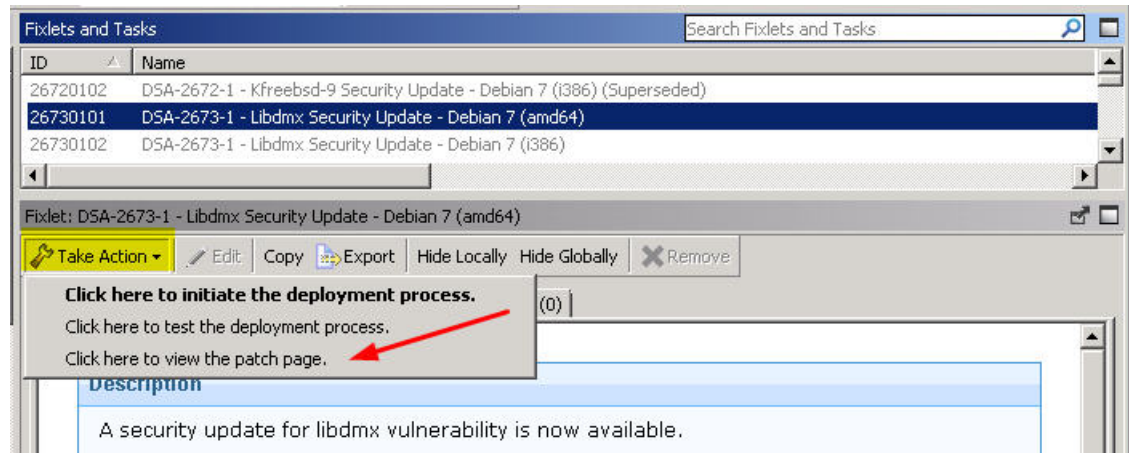 Fixlets and Tasks Search Fixlets and Tasks
ID Name
26720102 DSA-2672-1 - Kfreebsd-9 Security Update - Debian 7 (i386) (Superseded)
26730101 DSA-2673-1 - Libdmx Security Update - Debian 7 (amd64)
26730102 DSA-2673-1 - Libdmx Security Update - Debian 7 (i386)
Fixlet: DSA-2673-1 - Libdmx Security Update - Debian 7 (amd64)
Take Action Edit Copy Export Hide Locally Hide Globally Remove
Click here to initiate the deployment process.
(0)
Click here to test the deployment process.
Click here to view the patch page.
Description
A security update for libdmx vulnerability is now available.